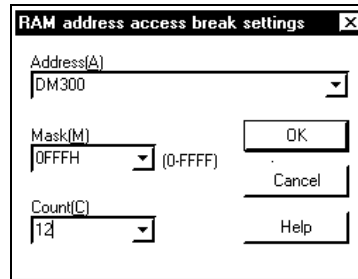 RAM address access break settings
Address(A)
DM300
Mask(M)
0FFFH (0-FFFF)
OK
Cancel
Count(C)
12
Help